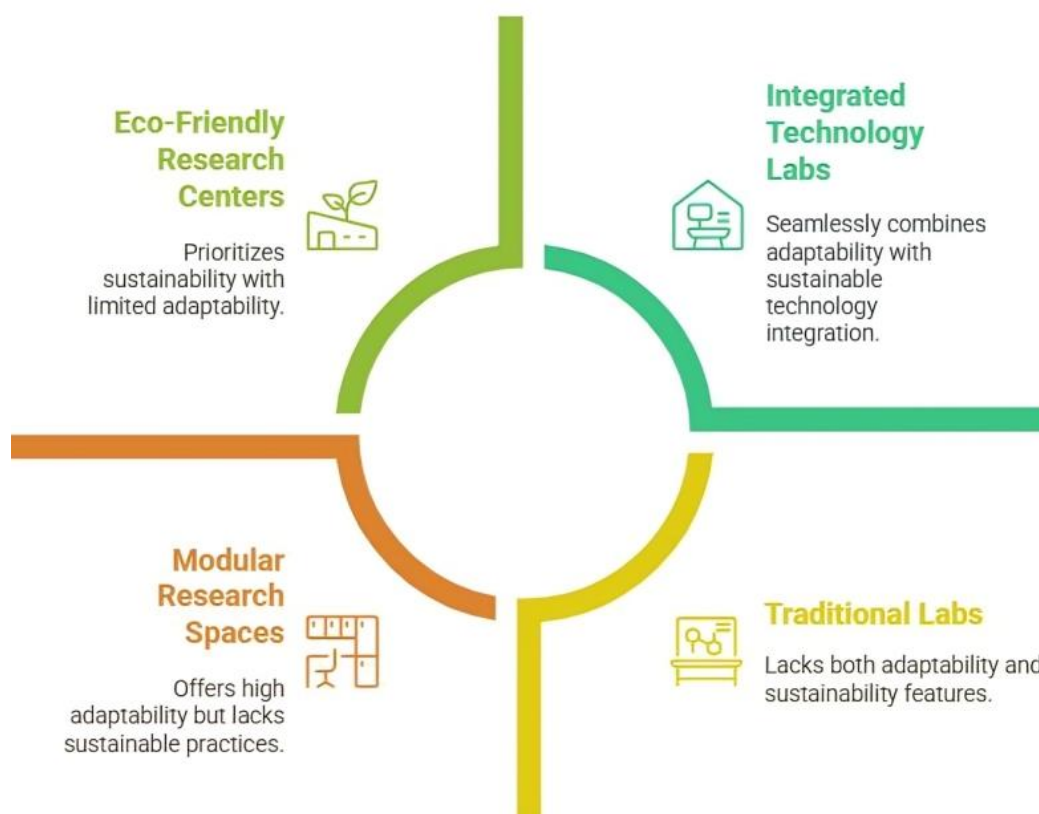 Eco-Friendly
Research
Centers
Prioritizes
sustainability with
limited adaptability.
Integrated
Technology
Labs
Seamlessly combines
adaptability with
sustainable
technology
integration.
Modular
Research
Spaces
Offers high
adaptability but lacks
sustainable practices.
Traditional Labs
Lacks both adaptability and
sustainability features.